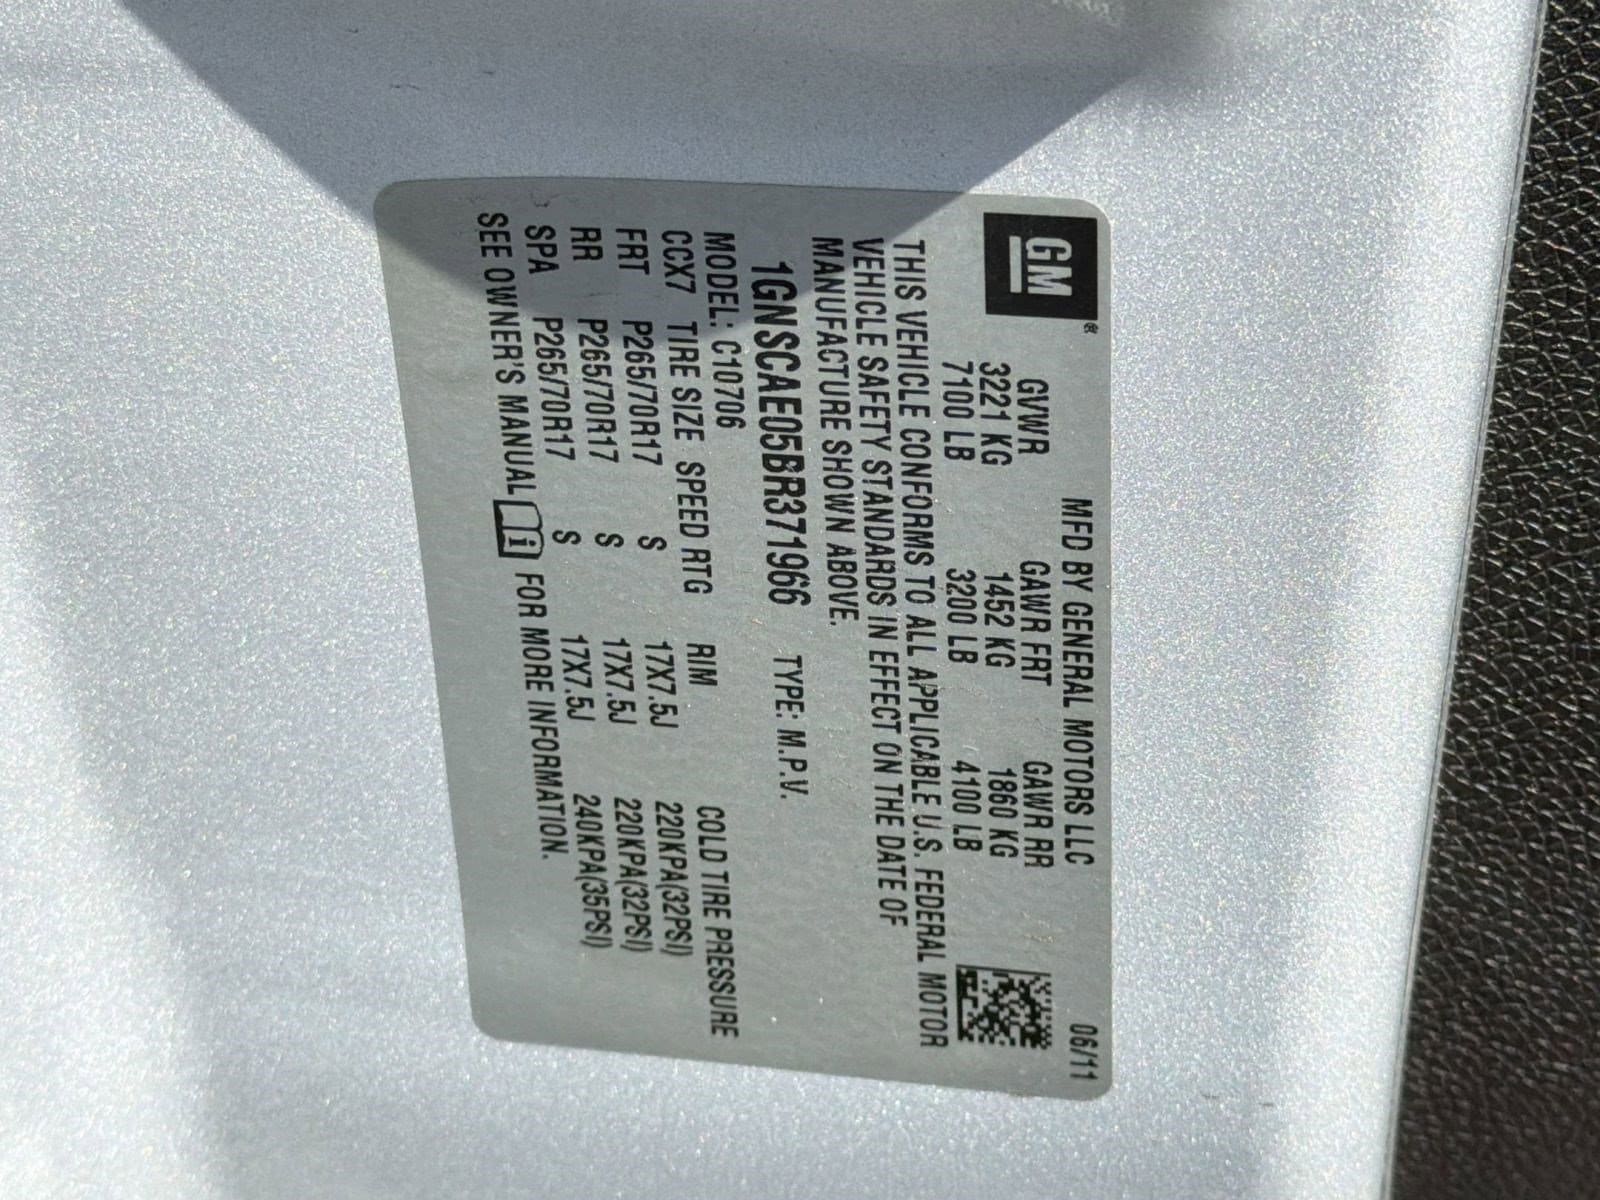 GM®
MFD BY GENERAL MOTORS LLC 06/11
GVWR GAWR FRT GAWR RR
3221 KG 1452 KG 1860 KG
7100 LB 3200 LB 4100 LB
THIS VEHICLE CONFORMS TO ALL APPLICABLE U.S. FEDERAL MOTOR
VEHICLE SAFETY STANDARDS IN EFFECT ON THE DATE OF
MANUFACTURE SHOWN ABOVE.
1GNSCAE05BR371966 TYPE: M.P.V.
MODEL: C10706
CCX7 TIRE SIZE SPEED RTG RIM COLD TIRE PRESSURE
FRT P265/70R17 S 17X7.5J 220KPA(32PSI)
RR P265/70R17 S 17X7.5J 220KPA(32PSI)
SPA P265/70R17 S 17X7.5J 240KPA(35PSI)
SEE OWNER'S MANUAL i FOR MORE INFORMATION.